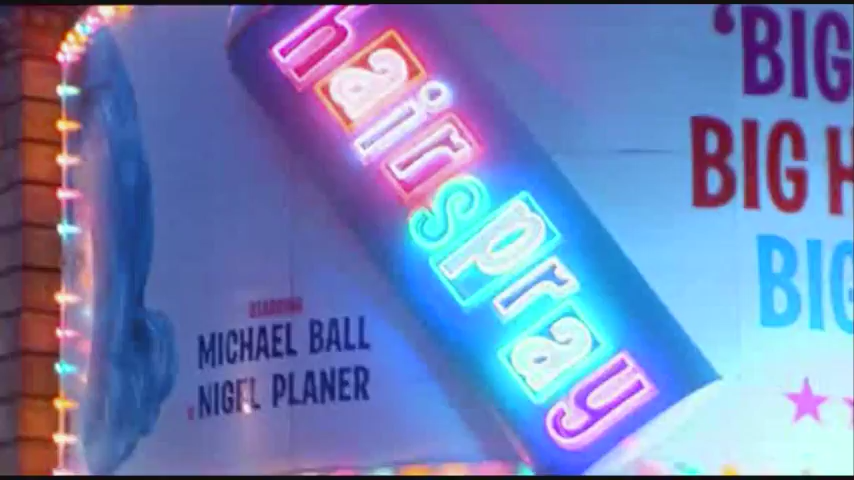 hairspray
'BIG
BIG
BIG
STARRING
MICHAEL BALL
NIGEL PLANER